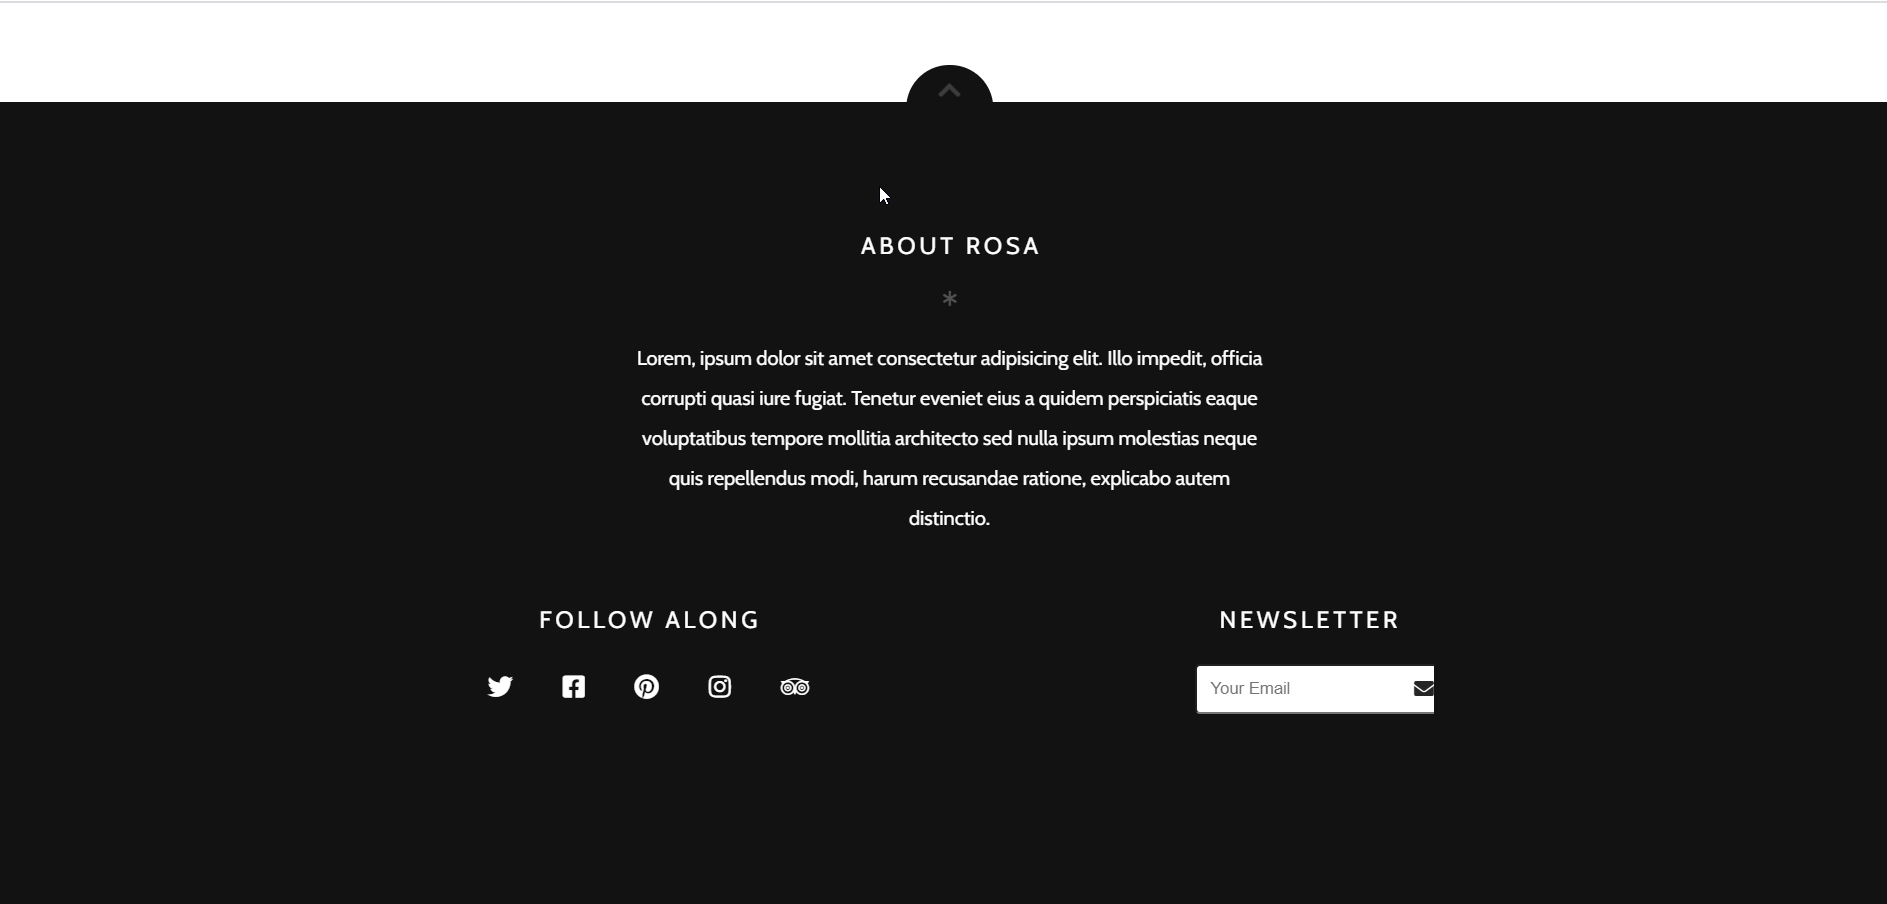 ABOUT ROSA
*
Lorem, ipsum dolor sit amet consectetur adipisicing elit. Illo impedit, officia
corrupti quasi iure fugiat. Tenetur eveniet eius a quidem perspiciatis eaque
voluptatibus tempore mollitia architecto sed nulla ipsum molestias neque
quis repellendus modi, harum recusandae ratione, explicabo autem
distinctio.
FOLLOW ALONG
NEWSLETTER
Your Email